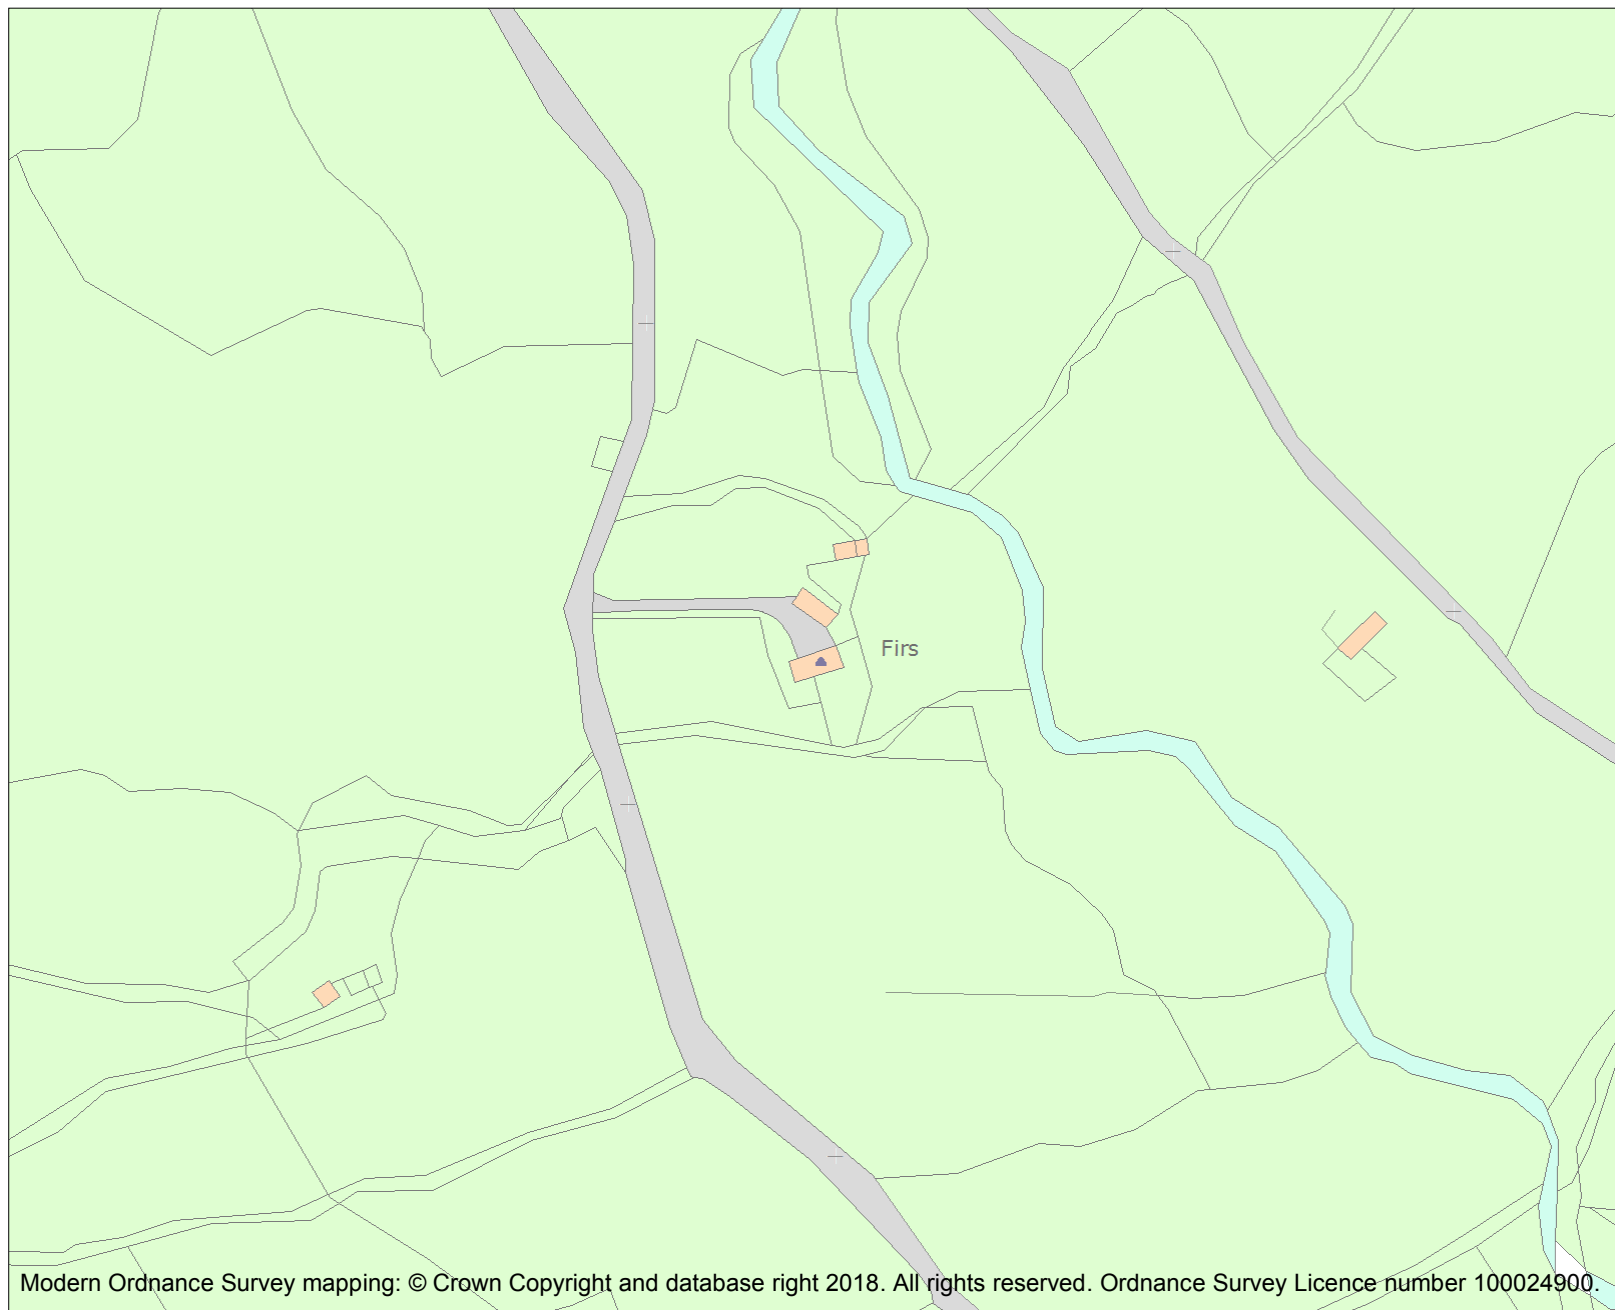 Firs
Modern Ordnance Survey mapping: © Crown Copyright and database right 2018. All rights reserved. Ordnance Survey Licence number 100024900.